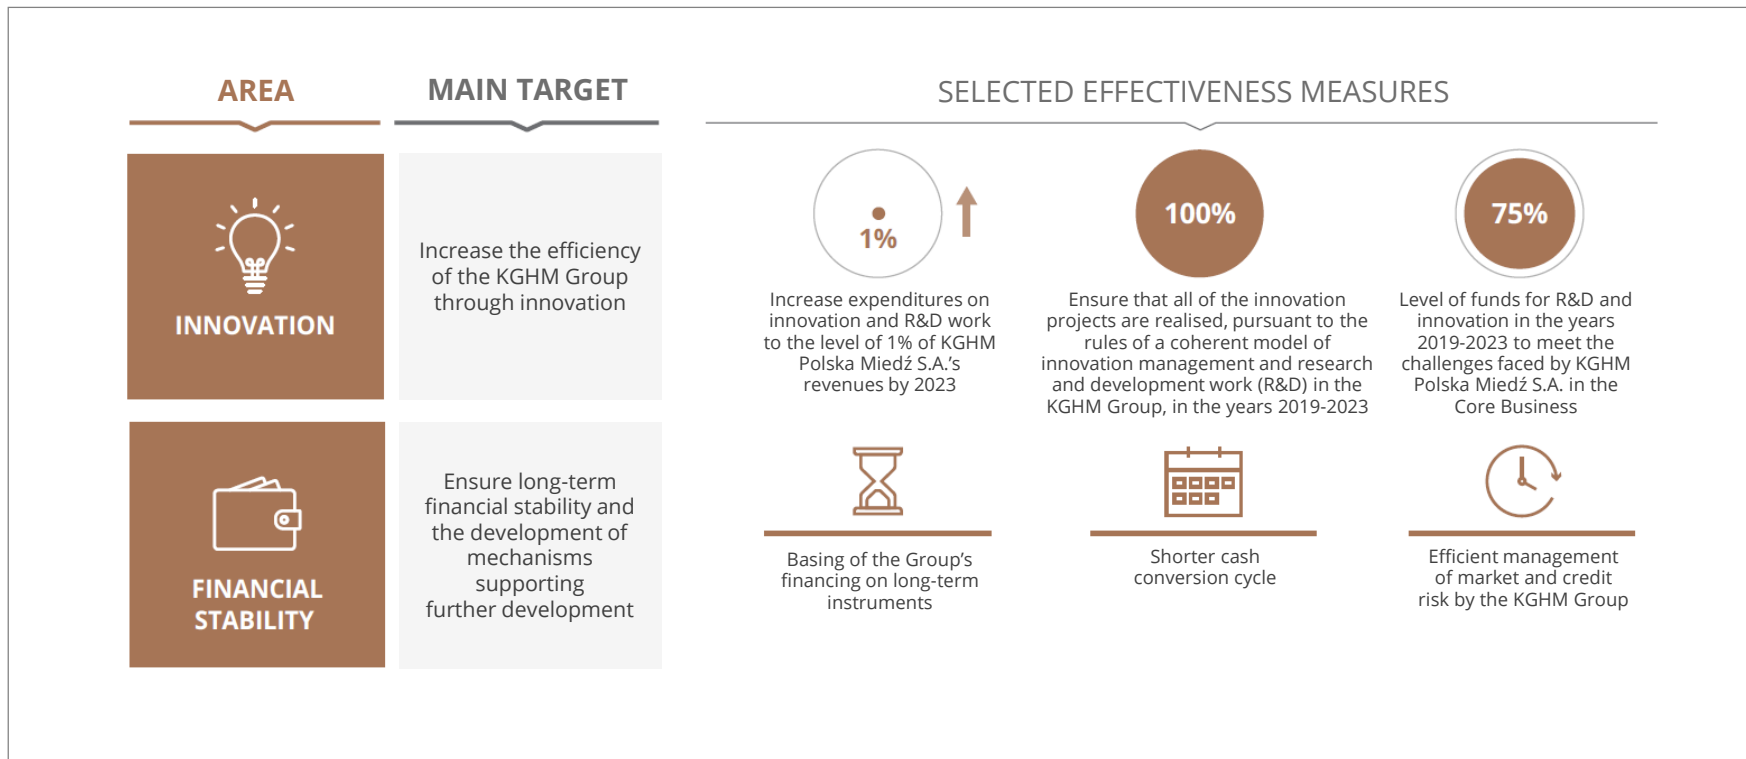 AREA
MAIN TARGET
SELECTED EFFECTIVENESS MEASURES
INNOVATION
Increase the efficiency
of the KGHM Group
through innovation
1%
Increase expenditures on
innovation and R&D work
to the level of 1% of KGHM
Polska Miedź S.A.'s
revenues by 2023
100%
Ensure that all of the innovation
projects are realised, pursuant to the
rules of a coherent model of
innovation management and research
and development work (R&D) in the
KGHM Group, in the years 2019-2023
75%
Level of funds for R&D and
innovation in the years
2019-2023 to meet the
challenges faced by KGHM
Polska Miedź S.A. in the
Core Business
FINANCIAL
STABILITY
Ensure long-term
financial stability and
the development of
mechanisms
supporting
further development
Basing of the Group's
financing on long-term
instruments
Shorter cash
conversion cycle
Efficient management
of market and credit
risk by the KGHM Group